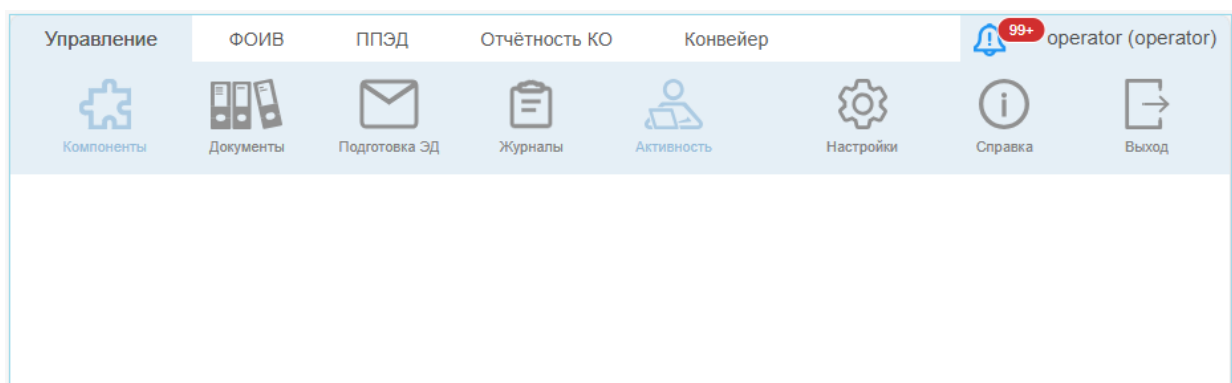 Управление ФОИВ ППЭД Отчётность КО Конвейер 99+ operator (operator)
Компоненты Документы Подготовка ЭД Журналы Активность Настройки Справка Выход